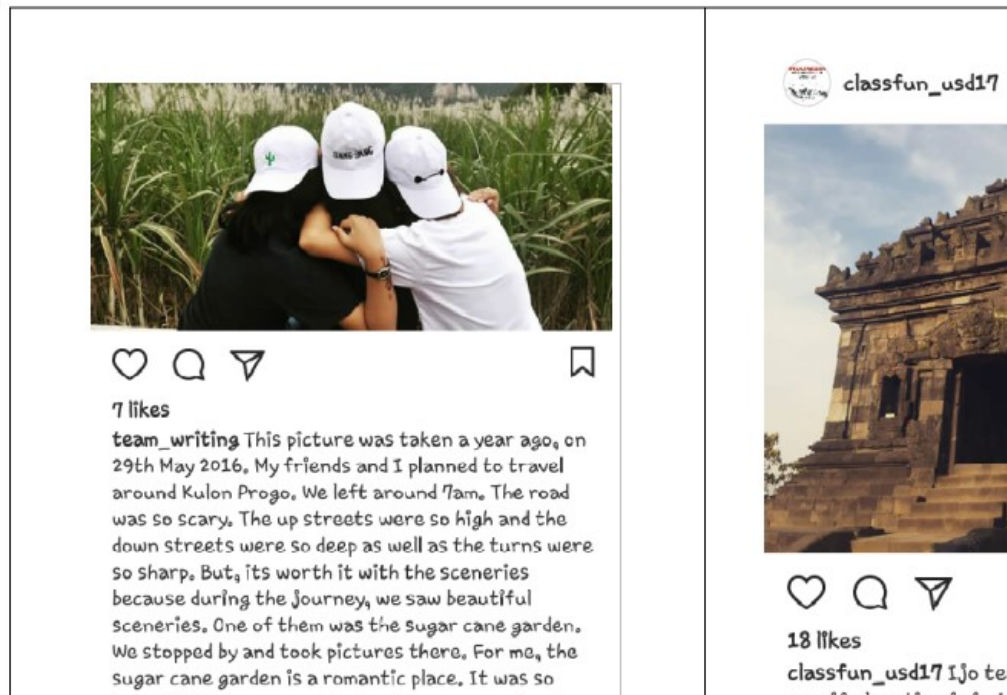 7 likes
team_writing This picture was taken a year ago, on
29th May 2016. My friends and I planned to travel
around Kulon Progo. We left around 7am. The road
was so scary. The up streets were so high and the
down streets were so deep as well as the turns were
so sharp. But, its worth it with the sceneries
because during the journey, we saw beautiful
sceneries. One of them was the sugar cane garden.
We stopped by and took pictures there. For me, the
sugar cane garden is a romantic place. It was so
classfun_usd17
18 likes
classfun_usd17 Ijo te